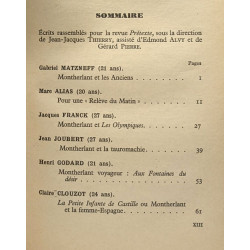 SOMMAIRE
Écrits rassemblés pour la revue Prétexte, sous la direction
de Jean-Jacques Thierry, assisté d'Edmond Alvy et de
Gérard Pierre.
Pages
Gabriel MATZNEFF (21 ans).
Montherlant et les Anciens . . . . . . . . . . . . 1
Marc ALIAS (20 ans).
Pour une « Relève du Matin » . . . . . . . . . . 11
Jacques FRANCK (27 ans).
Montherlant et Les Olympiques. . . . . . . . . 27
Jean JOUBERT (27 ans).
Montherlant et la tauromachie . . . . . . . . . . 39
Henri GODARD (20 ans).
Montherlant voyageur : Aux Fontaines du
désir . . . . . . . . . . . . . . . . . . . . 53
Claire CLOUZOT (24 ans).
La Petite Infante de Castille ou Montherlant
et la femme-Espagne . . . . . . . . . . . . . 61
XIII